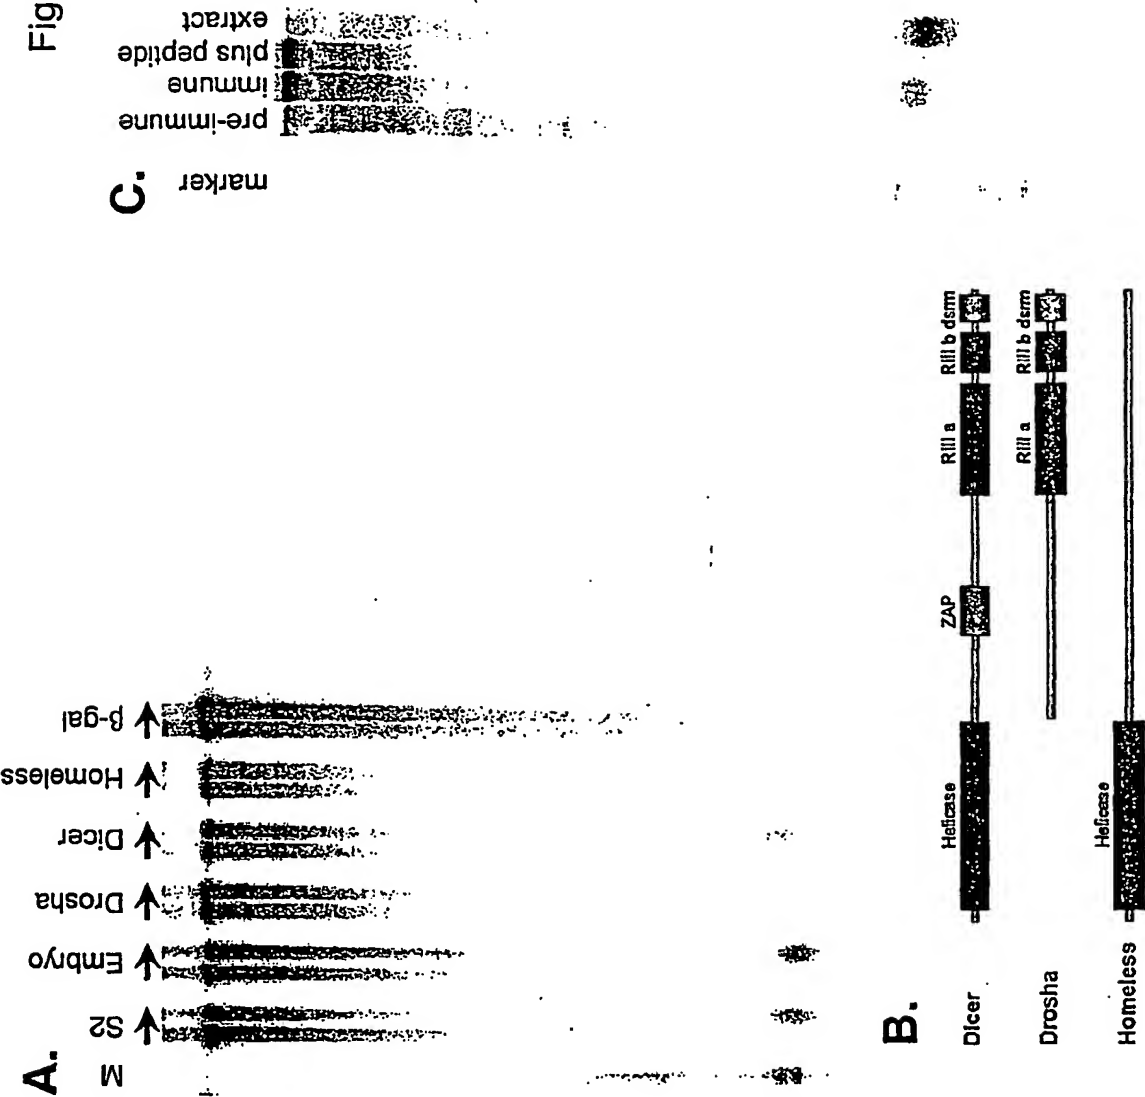 Fig
A.
M
S2
Embryo
Drosha
Dicer
Homeless
β-gal
B.
Dicer
Helicase
ZAP
RIII a
RIII b
dsrm
Drosha
RIII a
RIII b
dsrm
Homeless
Helicase
C.
marker
pre-immune
immune
plus peptide
extract